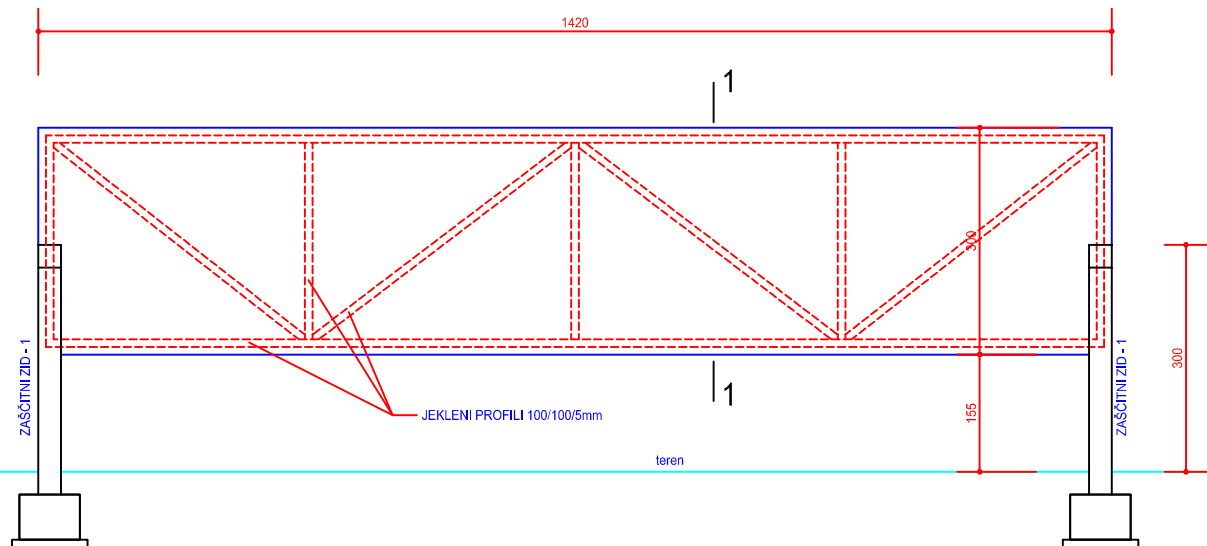 1420
1
300
ZAŠČITNI ZID - 1
ZAŠČITNI ZID - 1
300
1
155
JEKLENI PROFILI 100/100/5mm
teren